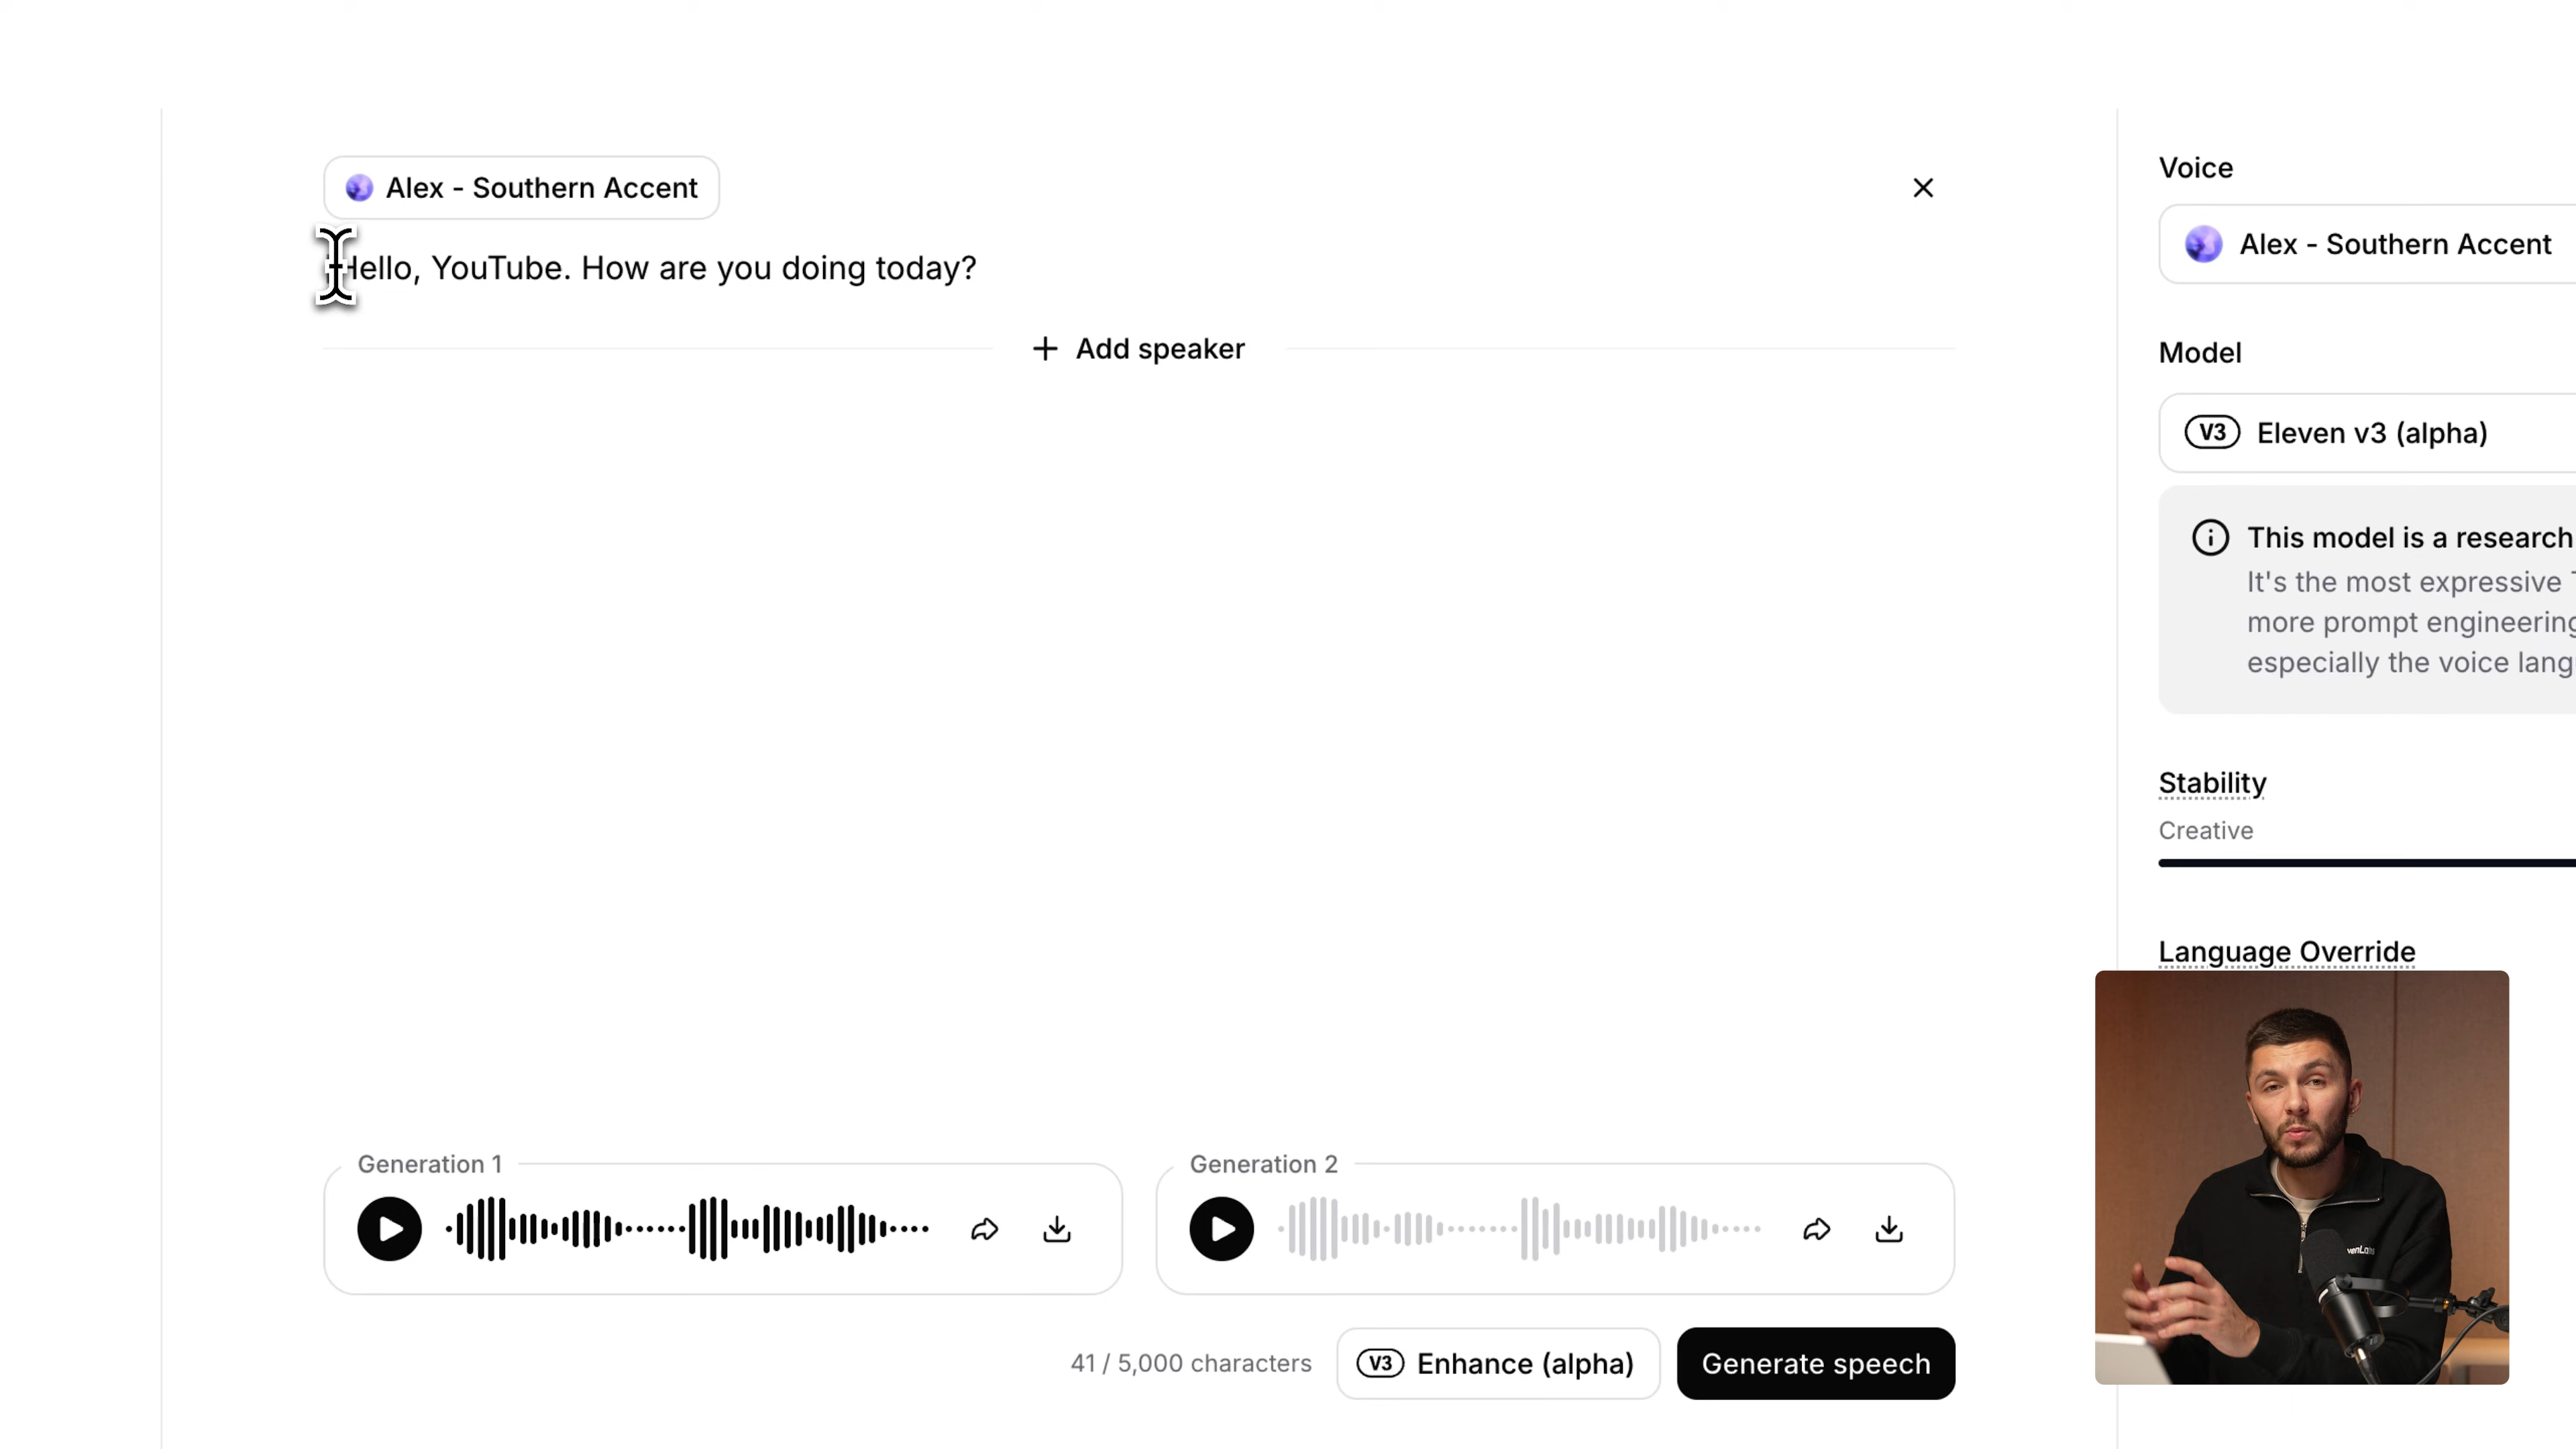 Alex - Southern Accent
Hello, YouTube. How are you doing today?
Add speaker
Generation 1
Generation 2
41 / 5,000 characters
V3 Enhance (alpha)
Generate speech
Voice
Alex - Southern Accent
Model
V3 Eleven v3 (alpha)
This model is a research
It's the most expressive
more prompt engineering
especially the voice lang
Stability
Creative
Language Override